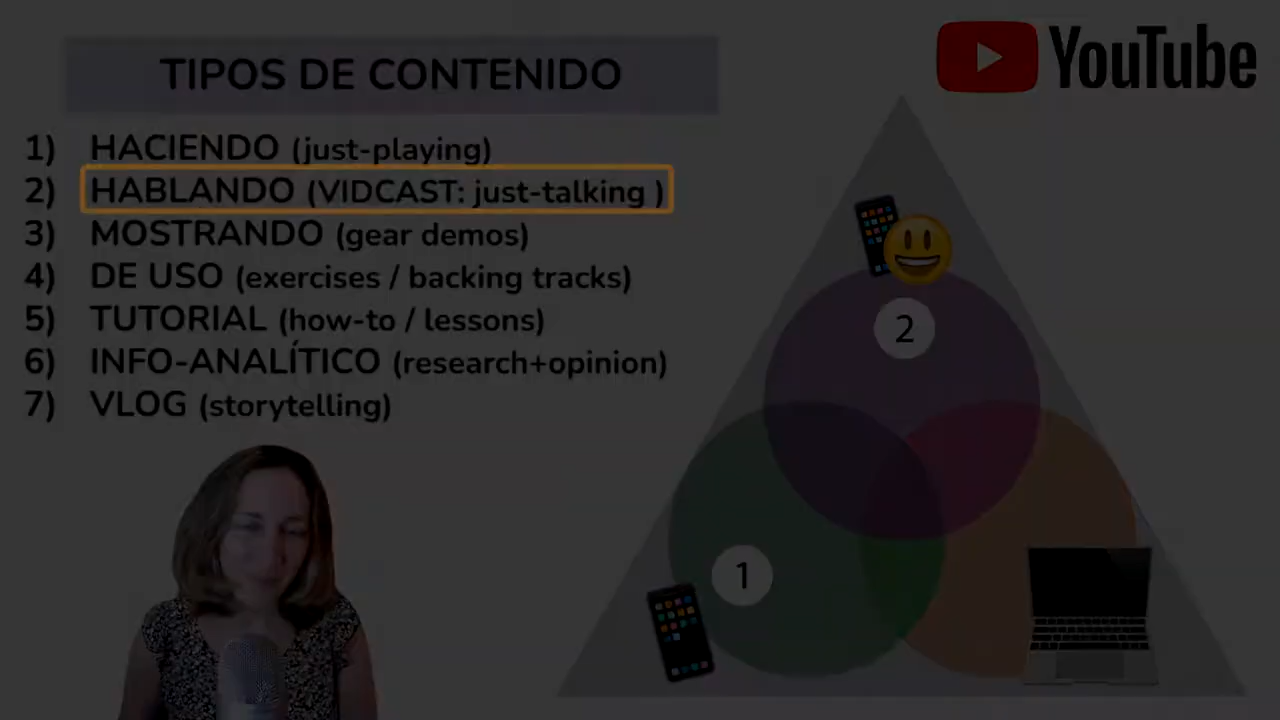 YouTube
TIPOS DE CONTENIDO
1) HACIENDO (just-playing)
2) HABLANDO (VIDCAST: just-talking )
3) MOSTRANDO (gear demos)
4) DE USO (exercises / backing tracks)
5) TUTORIAL (how-to / lessons)
6) INFO-ANALÍTICO (research+opinion)
7) VLOG (storytelling)
2
1